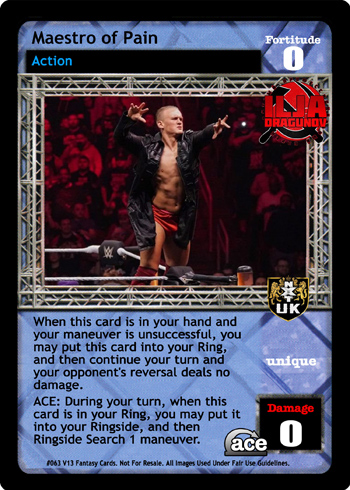 Maestro of Pain
Fortitude
0
Action
ILJA
DRAGUNOV
W
NXT
UK
When this card is in your hand and
your maneuver is unsuccessful, you
may put this card into your Ring,
and then continue your turn and
your opponent's reversal deals no
damage.
unique
ACE: During your turn, when this
card is in your Ring, you may put it
into your Ringside, and then
Ringside Search 1 maneuver.
Damage
0
ace
#063 V13 Fantasy Cards. Not For Resale. All Images Used Under Fair Use Guidelines.